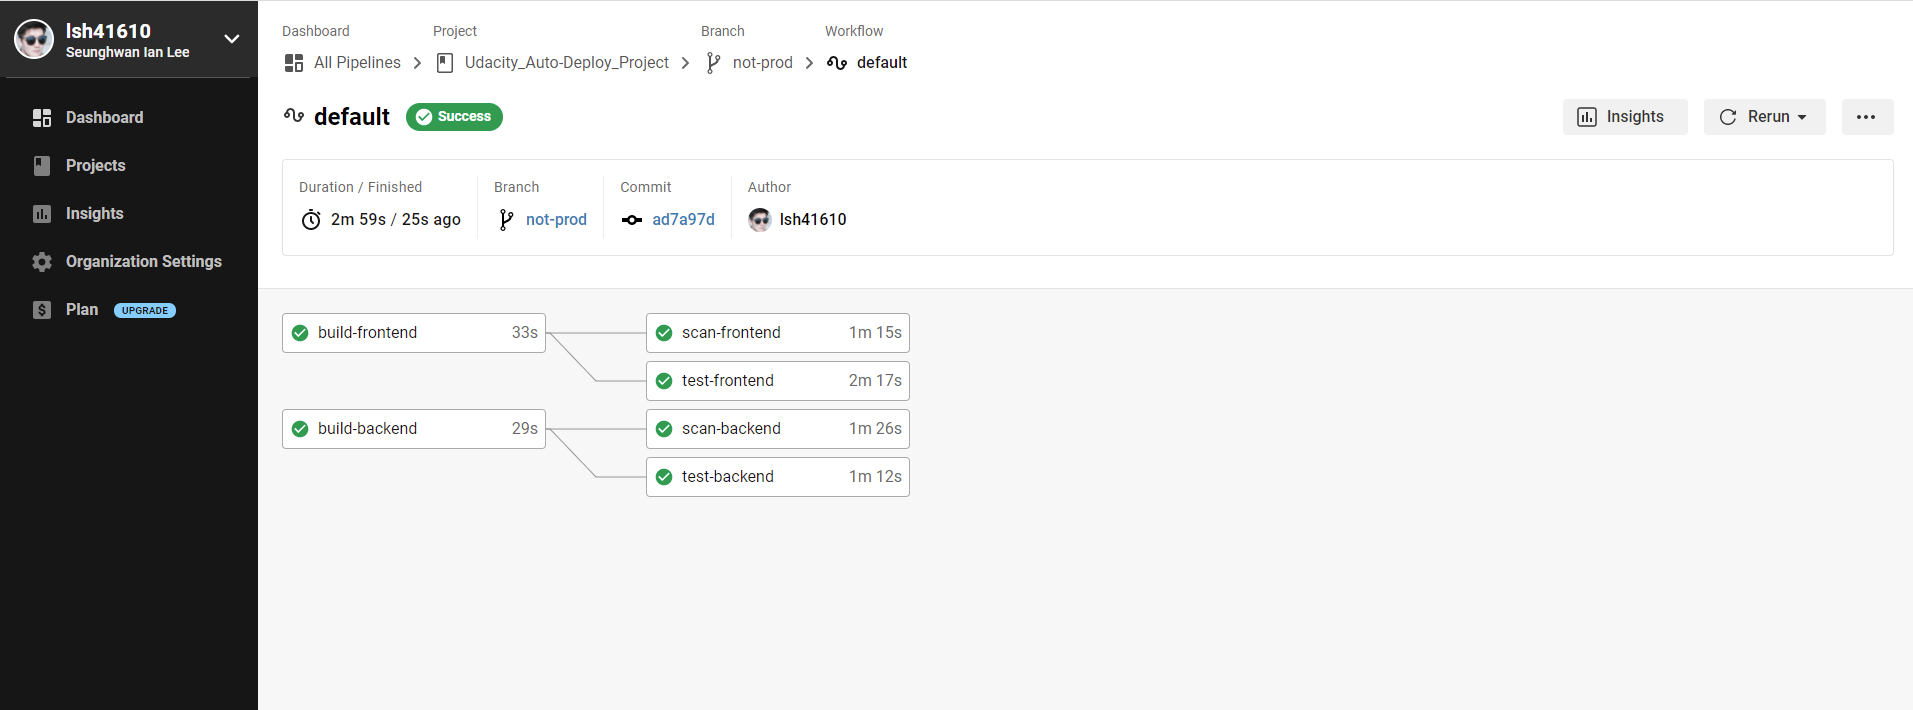 lsh41610
Seunghwan Ian Lee
Dashboard
Projects
Insights
Organization Settings
Plan UPGRADE
Dashboard Project Branch Workflow
All Pipelines Udacity_Auto-Deploy_Project not-prod default
default Success Insights Rerun
Duration / Finished Branch Commit Author
2m 59s / 25s ago not-prod ad7a97d lsh41610
build-frontend 33s scan-frontend 1m 15s
test-frontend 2m 17s
build-backend 29s scan-backend 1m 26s
test-backend 1m 12s